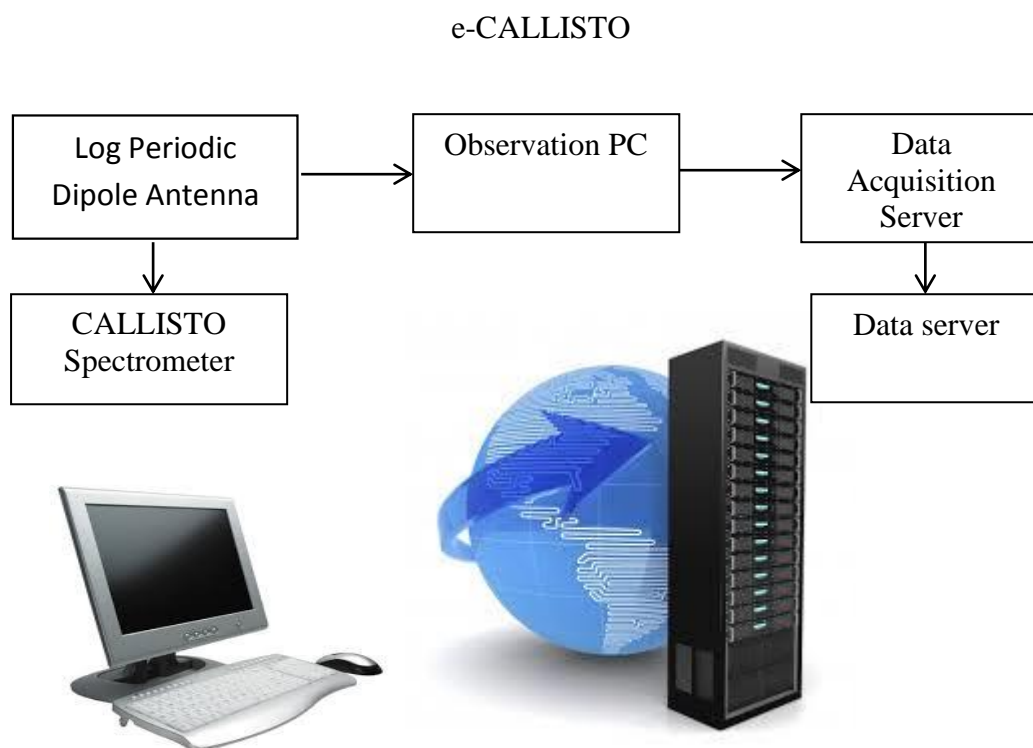 e-CALLISTO
Log Periodic
Dipole Antenna
Observation PC
Data
Acquisition
Server
CALLISTO
Spectrometer
Data server